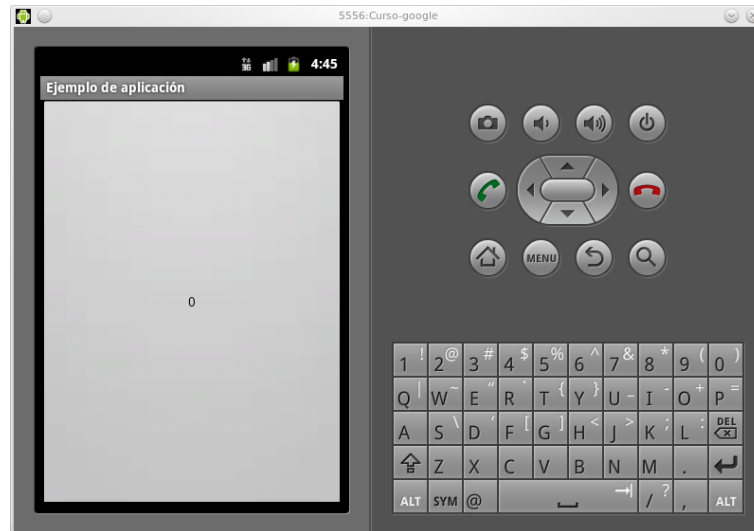 5556:Curso-google
3G 4:45
Ejemplo de aplicación
0
MENU
1 ! 2 @ 3 # 4 $ 5 % 6 ^ 7 & 8 * 9 ( 0 )
Q | W ~ E “ R ` T { Y } U _ I - O + P =
A S \ D ' F [ G ] H < J > K ; L : DEL
Z X C V B N M .
ALT SYM @ / ? , ALT